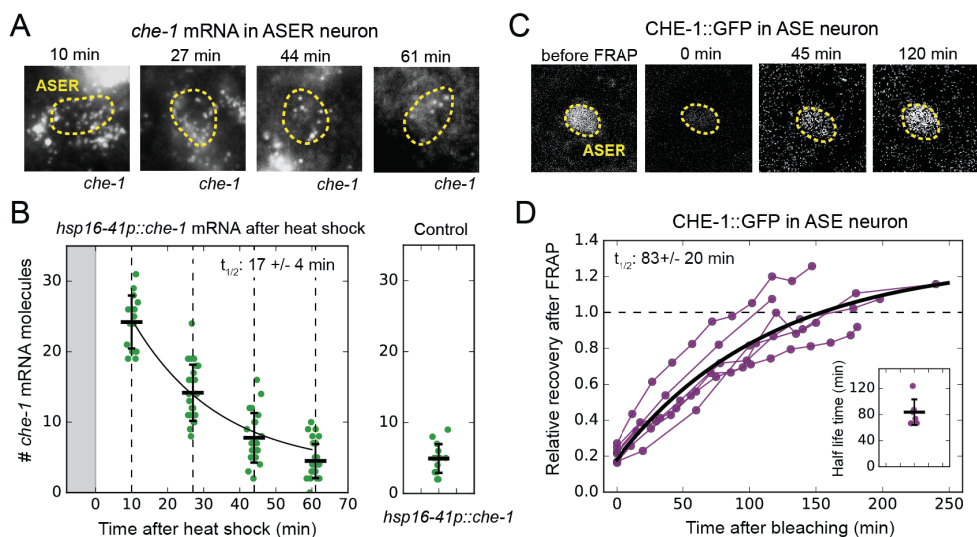 A
che-1 mRNA in ASER neuron
10 min
27 min
44 min
61 min
ASER
che-1
che-1
che-1
che-1
B
hsp16-41p::che-1 mRNA after heat shock
t1/2: 17 +/- 4 min
# che-1 mRNA molecules
30
20
10
0
0
10
20
30
40
50
60
70
Time after heat shock (min)
Control
30
20
10
0
hsp16-41p::che-1
C
CHE-1::GFP in ASE neuron
before FRAP
0 min
45 min
120 min
ASER
D
CHE-1::GFP in ASE neuron
t1/2: 83+/- 20 min
Relative recovery after FRAP
1.4
1.2
1.0
0.8
0.6
0.4
0.2
0.0
0
50
100
150
200
250
Time after bleaching (min)
Half life time (min)
120
80
40
0